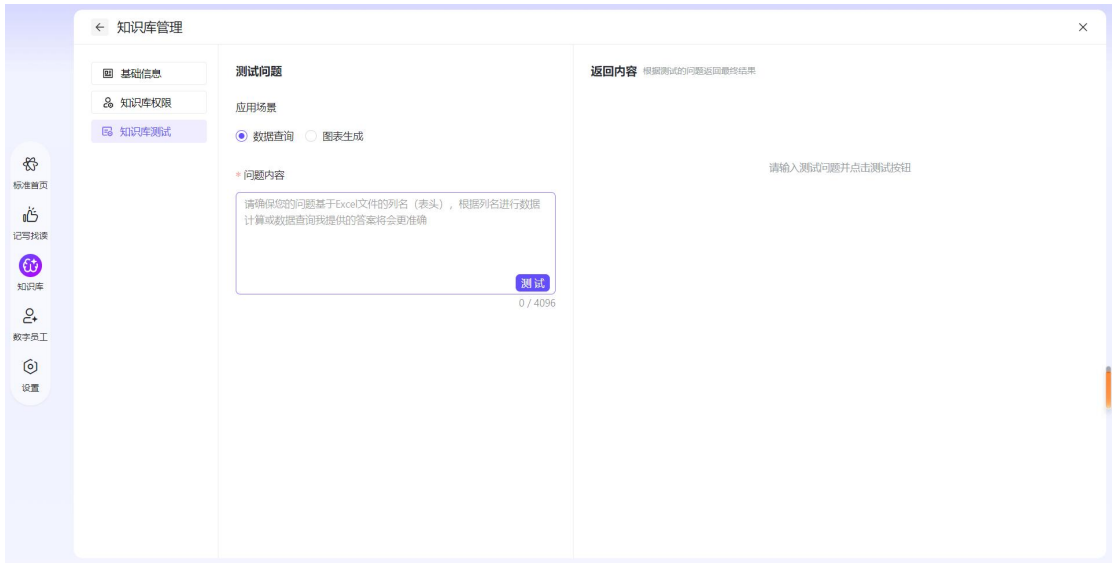 知识库管理
基础信息
知识库权限
知识库测试
标准首页
记写找读
知识库
数字员工
设置
测试问题
应用场景
数据查询
图表生成
* 问题内容
请确保您的问题基于Excel文件的列名（表头），根据列名进行数据
计算或数据查询我提供的答案将会更准确
测试
0 / 4096
返回内容 根据测试的问题返回最终结果
请输入测试问题并点击测试按钮